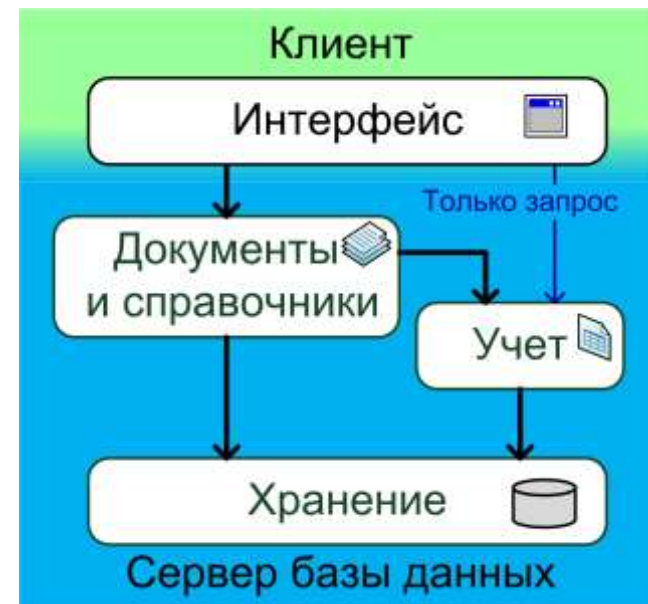 Клиент
Интерфейс
Только запрос
Документы
и справочники
Учет
Хранение
Сервер базы данных